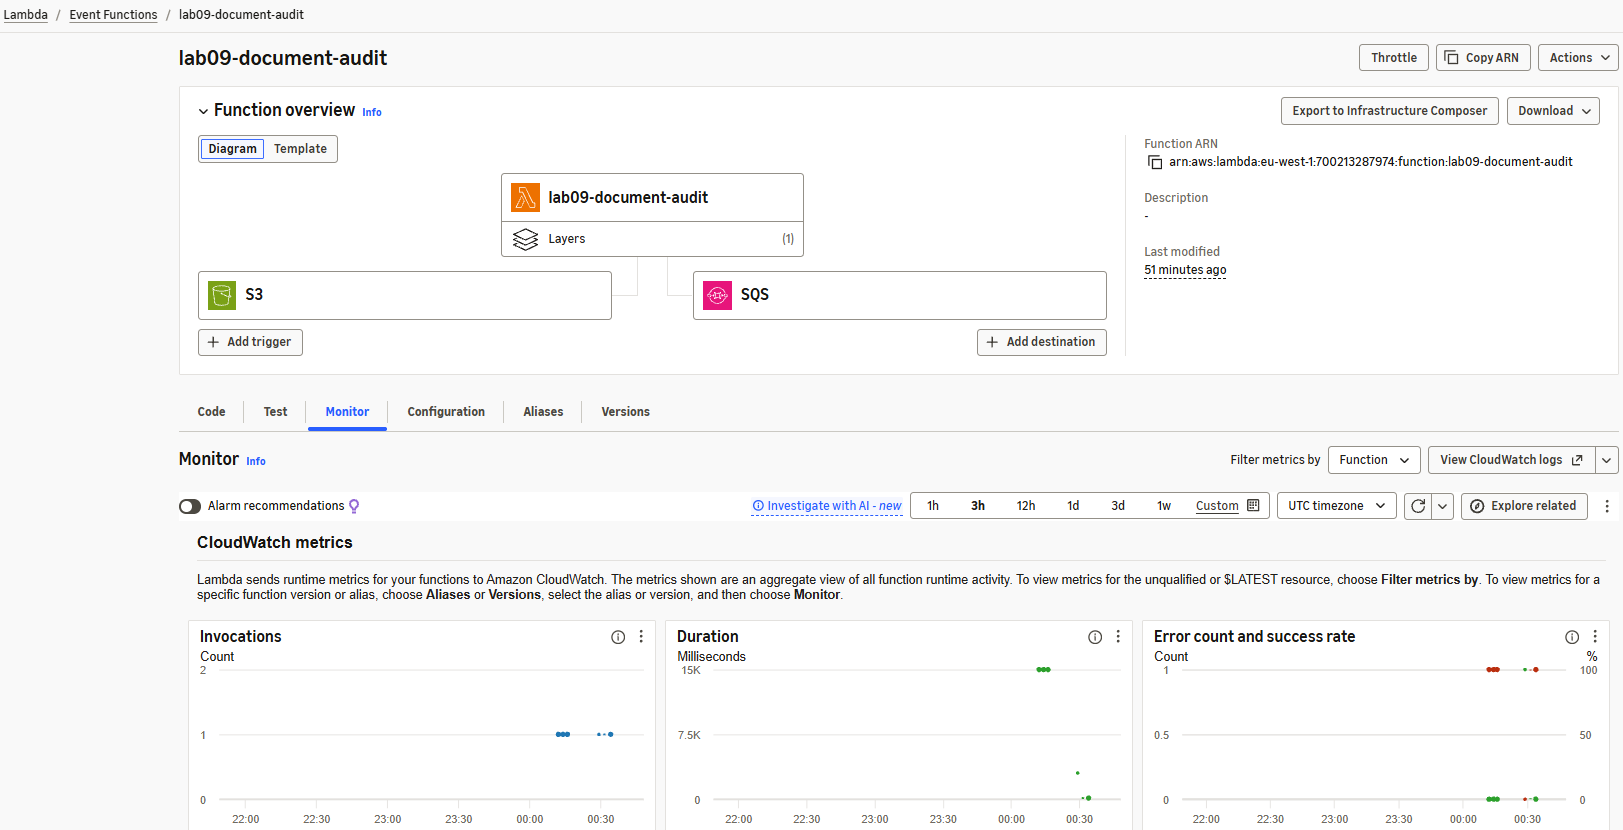 Lambda / Event Functions / lab09-document-audit
lab09-document-audit
Throttle Copy ARN Actions
Function overview Info
Export to Infrastructure Composer Download
Diagram Template
lab09-document-audit
Layers (1)
S3
SQS
+ Add trigger
+ Add destination
Function ARN
arn:aws:lambda:eu-west-1:700213287974:function:lab09-document-audit
Description
-
Last modified
51 minutes ago
Code Test Monitor Configuration Aliases Versions
Monitor Info
Filter metrics by Function View CloudWatch logs
Alarm recommendations
Investigate with AI - new 1h 3h 12h 1d 3d 1w Custom UTC timezone Explore related
CloudWatch metrics
Lambda sends runtime metrics for your functions to Amazon CloudWatch. The metrics shown are an aggregate view of all function runtime activity. To view metrics for the unqualified or $LATEST resource, choose Filter metrics by. To view metrics for a
specific function version or alias, choose Aliases or Versions, select the alias or version, and then choose Monitor.
Invocations
Count
2
1
0
22:00 22:30 23:00 23:30 00:00 00:30
Duration
Milliseconds
15K
7.5K
0
22:00 22:30 23:00 23:30 00:00 00:30
Error count and success rate
Count %
1 100
0.5 50
0 0
22:00 22:30 23:00 23:30 00:00 00:30